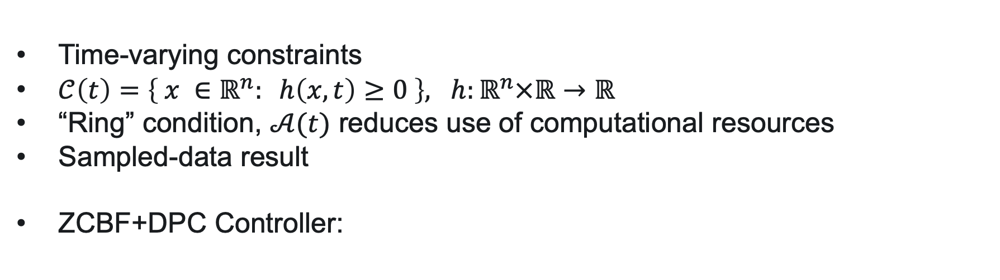 • Time-varying constraints
• 𝒞(t) = { x ∈ ℝⁿ: h(x, t) ≥ 0 }, h: ℝⁿ×ℝ → ℝ
• “Ring” condition, 𝒜(t) reduces use of computational resources
• Sampled-data result
• ZCBF+DPC Controller: